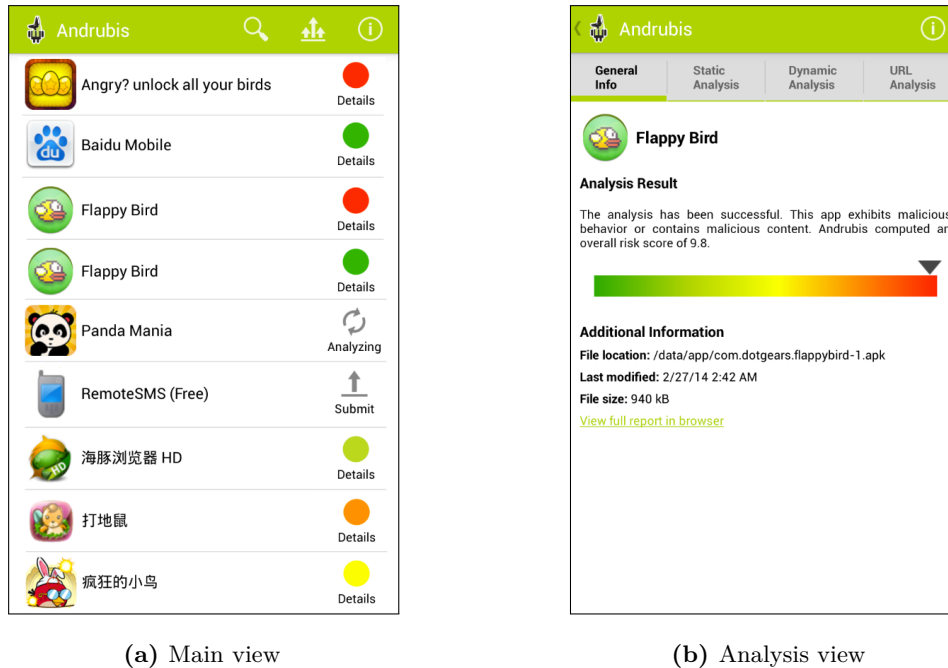 Andrubis
Angry? unlock all your birds
Details
Baidu Mobile
Details
Flappy Bird
Details
Flappy Bird
Details
Panda Mania
Analyzing
RemoteSMS (Free)
Submit
海豚浏览器 HD
Details
打地鼠
Details
疯狂的小鸟
Details
(a) Main view
Andrubis
General Info
Static Analysis
Dynamic Analysis
URL Analysis
Flappy Bird
Analysis Result
The analysis has been successful. This app exhibits malicious
behavior or contains malicious content. Andrubis computed an
overall risk score of 9.8.
Additional Information
File location: /data/app/com.dotgears.flappybird-1.apk
Last modified: 2/27/14 2:42 AM
File size: 940 kB
View full report in browser
(b) Analysis view